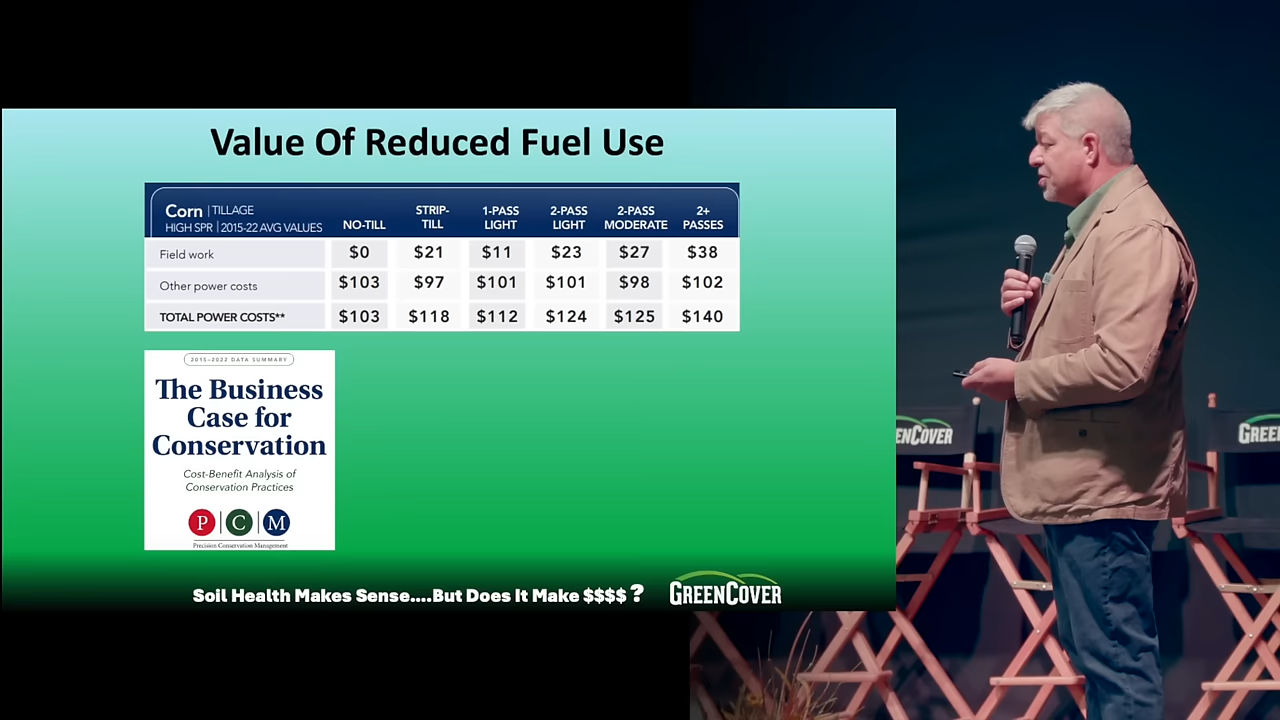 Value Of Reduced Fuel Use
Corn | TILLAGE
HIGH SPR | 2015-22 AVG VALUES
NO-TILL
STRIP-
TILL
1-PASS
LIGHT
2-PASS
LIGHT
2-PASS
MODERATE
2+
PASSES
Field work $0 $21 $11 $23 $27 $38
Other power costs $103 $97 $101 $101 $98 $102
TOTAL POWER COSTS** $103 $118 $112 $124 $125 $140
2015–2022 DATA SUMMARY
The Business
Case for
Conservation
Cost-Benefit Analysis of
Conservation Practices
P | C | M
Precision Conservation Management
Soil Health Makes Sense....But Does It Make $$$$ ?
GREENCOVER
ENCOVER
GREE